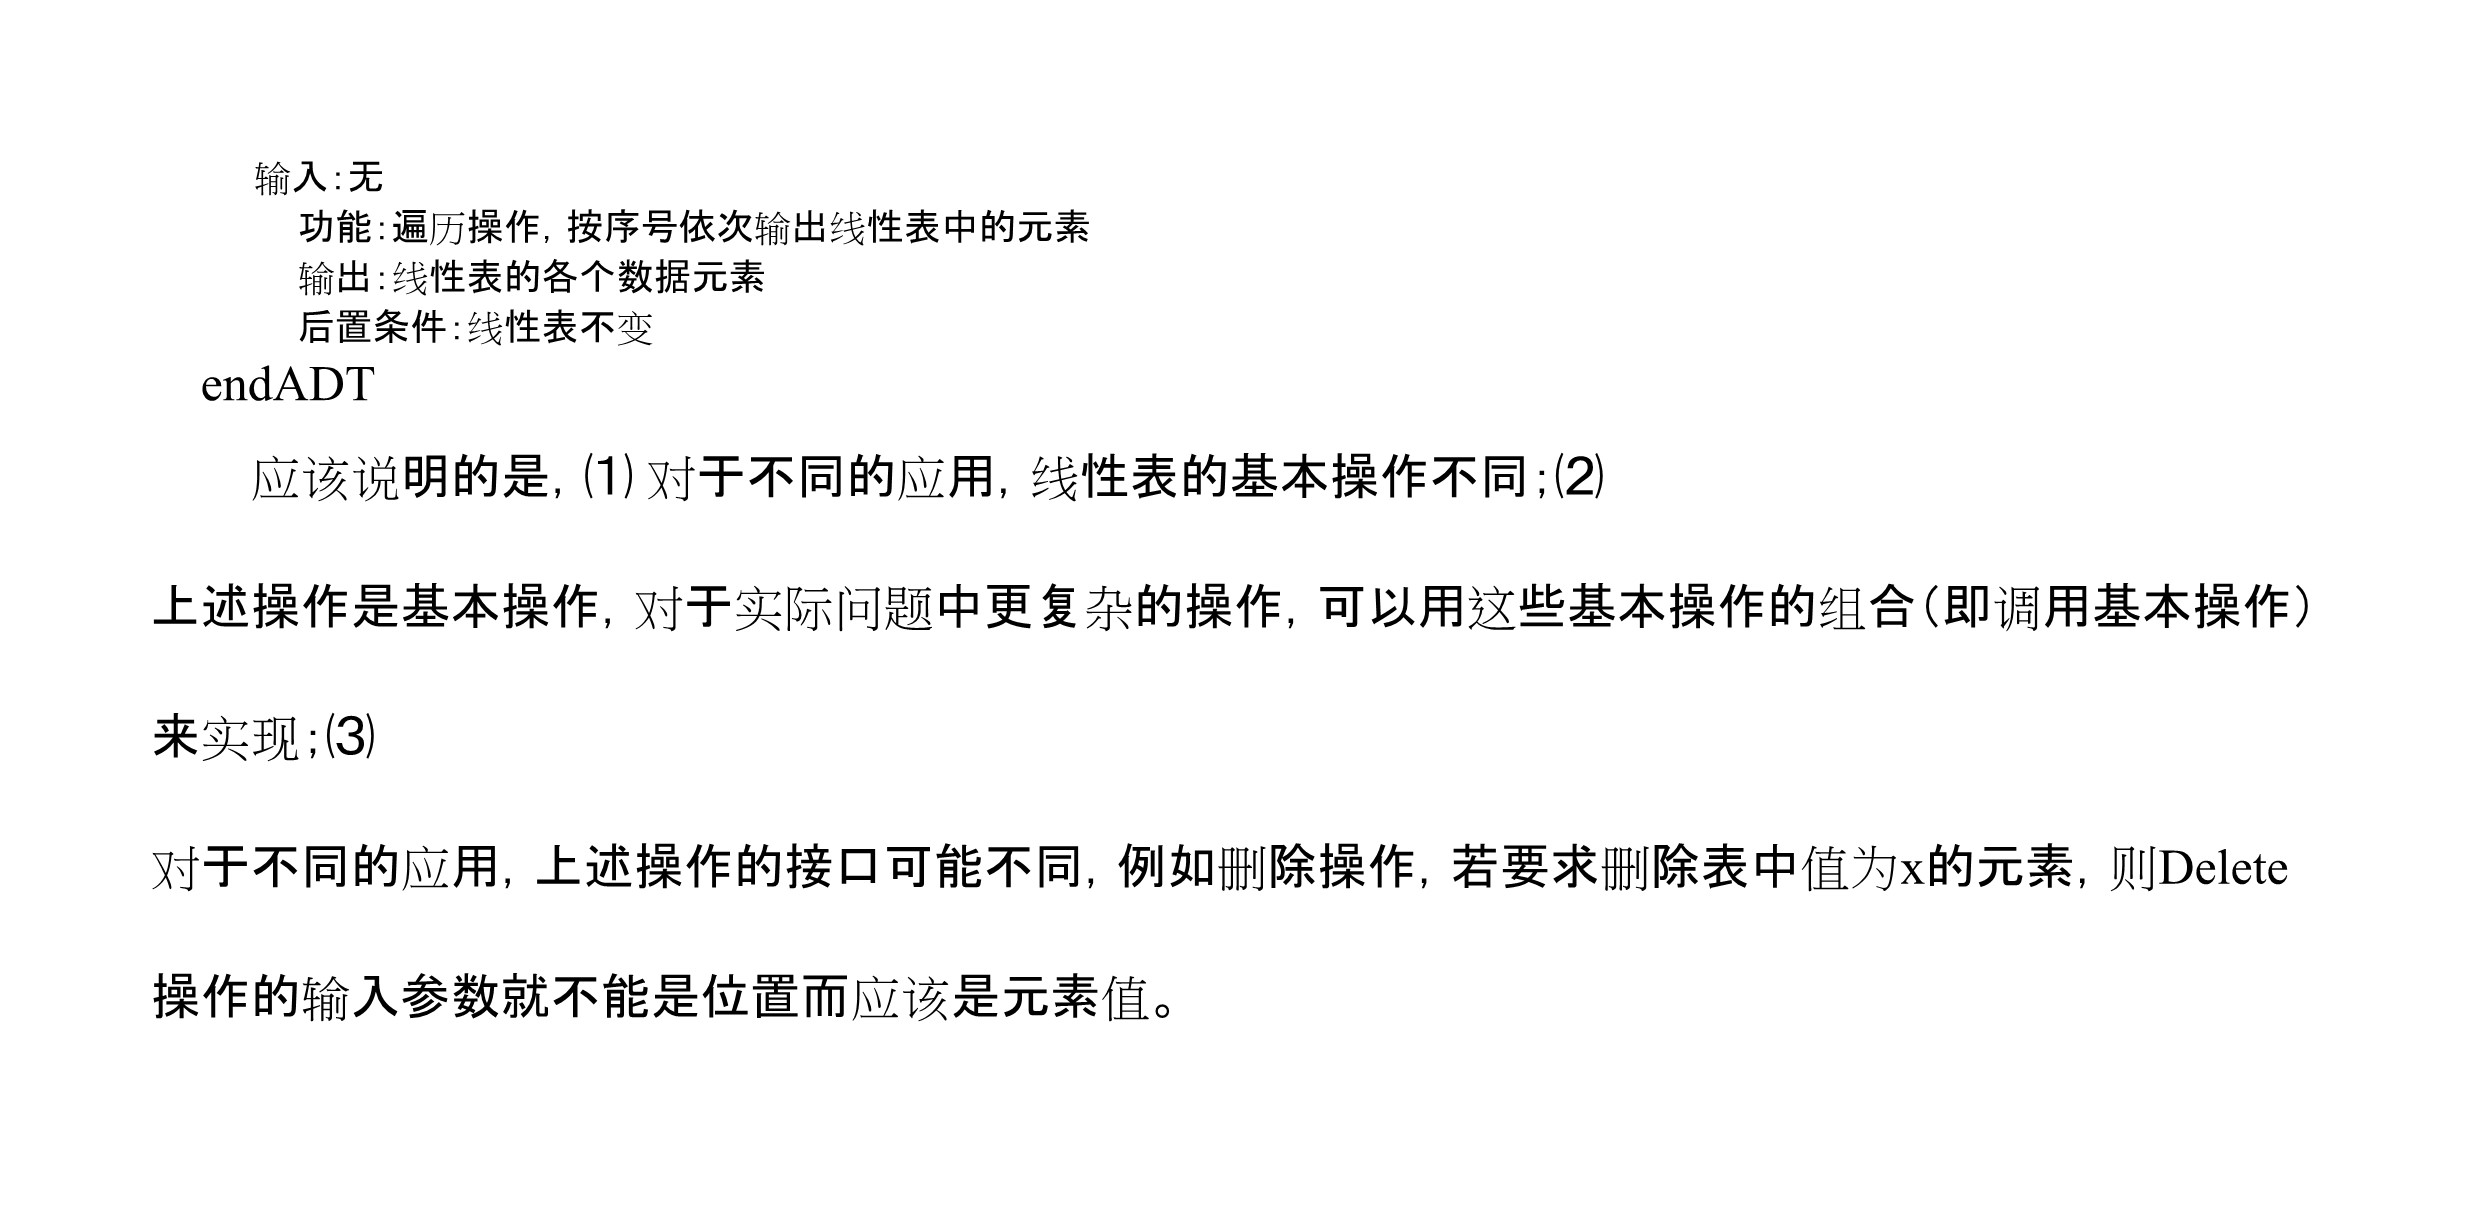 输入:无
功能:遍历操作, 按序号依次输出线性表中的元素
输出:线性表的各个数据元素
后置条件:线性表不变
endADT
应该说明的是, (1) 对于不同的应用, 线性表的基本操作不同;(2)
上述操作是基本操作, 对于实际问题中更复杂的操作, 可以用这些基本操作的组合(即调用基本操作)
来实现;(3)
对于不同的应用, 上述操作的接口可能不同, 例如删除操作, 若要求删除表中值为x的元素, 则Delete
操作的输入参数就不能是位置而应该是元素值。